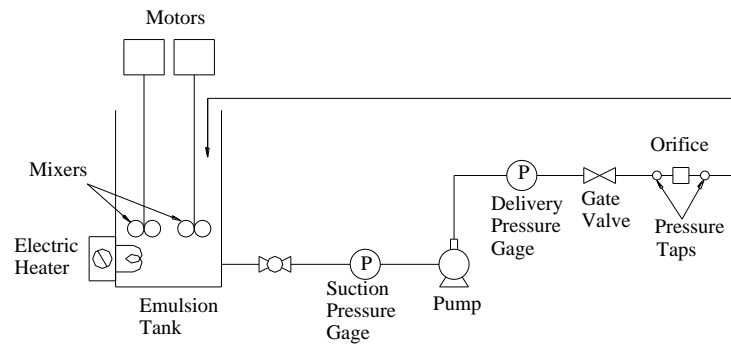 Motors
Mixers
Electric
Heater
Emulsion
Tank
P
Suction
Pressure
Gage
Pump
P
Delivery
Pressure
Gage
Gate
Valve
Orifice
Pressure
Taps